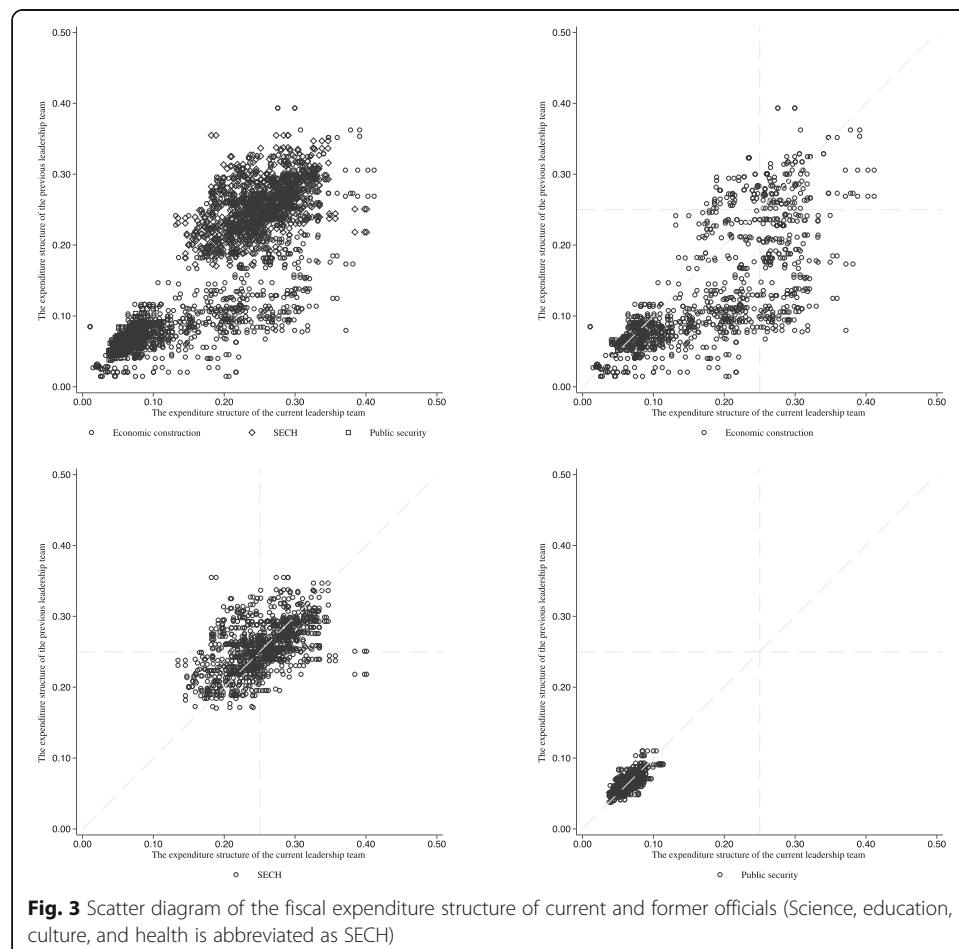 0.50
0.40
0.30
0.20
0.10
0.00
The expenditure structure of the previous leadership team
0.00 0.10 0.20 0.30 0.40 0.50
The expenditure structure of the current leadership team
Economic construction SECH Public security
0.50
0.40
0.30
0.20
0.10
0.00
The expenditure structure of the previous leadership team
0.00 0.10 0.20 0.30 0.40 0.50
The expenditure structure of the current leadership team
Economic construction
0.50
0.40
0.30
0.20
0.10
0.00
The expenditure structure of the previous leadership team
0.00 0.10 0.20 0.30 0.40 0.50
The expenditure structure of the current leadership team
SECH
0.50
0.40
0.30
0.20
0.10
0.00
The expenditure structure of the previous leadership team
0.00 0.10 0.20 0.30 0.40 0.50
The expenditure structure of the current leadership team
Public security
Fig. 3 Scatter diagram of the fiscal expenditure structure of current and former officials (Science, education,
culture, and health is abbreviated as SECH)